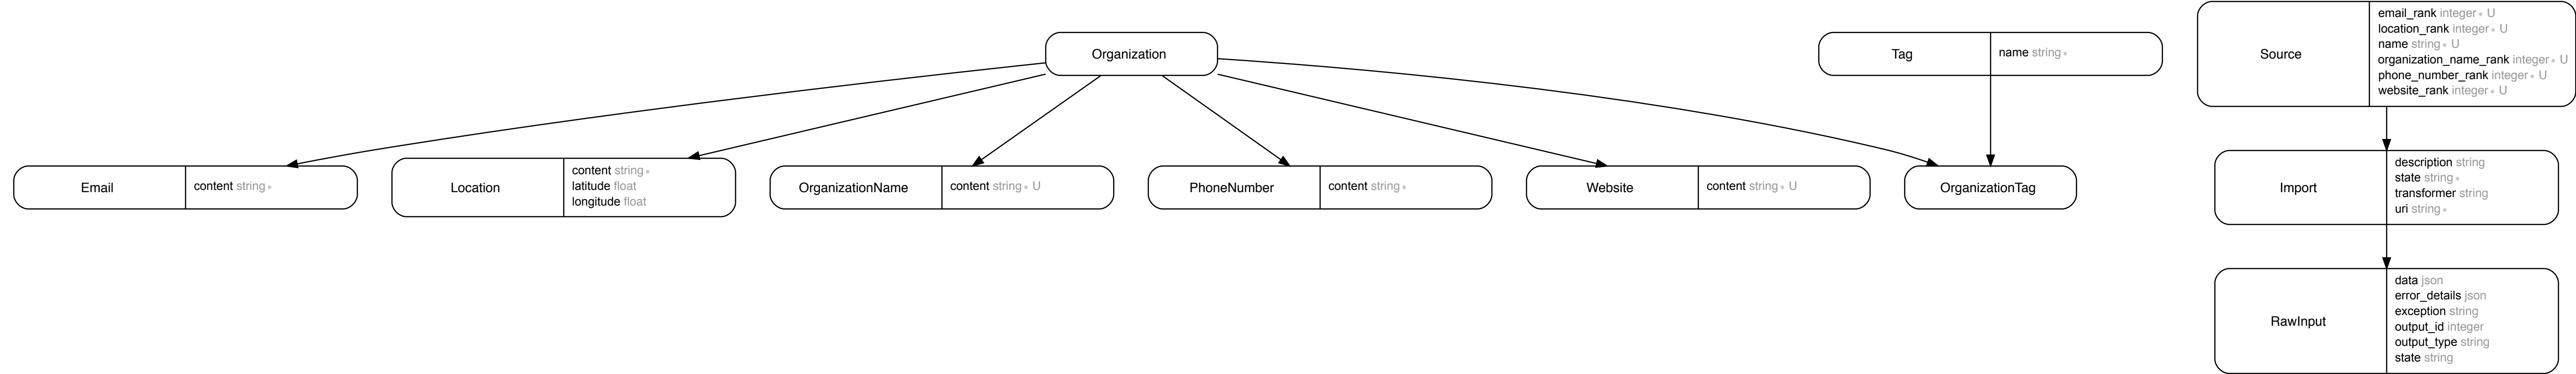 Organization
Tag
name string *
Source
email_rank integer * U
location_rank integer * U
name string * U
organization_name_rank integer * U
phone_number_rank integer * U
website_rank integer * U
Email
content string *
Location
content string *
latitude float
longitude float
OrganizationName
content string * U
PhoneNumber
content string *
Website
content string * U
OrganizationTag
Import
description string
state string *
transformer string
uri string *
RawInput
data json
error_details json
exception string
output_id integer
output_type string
state string